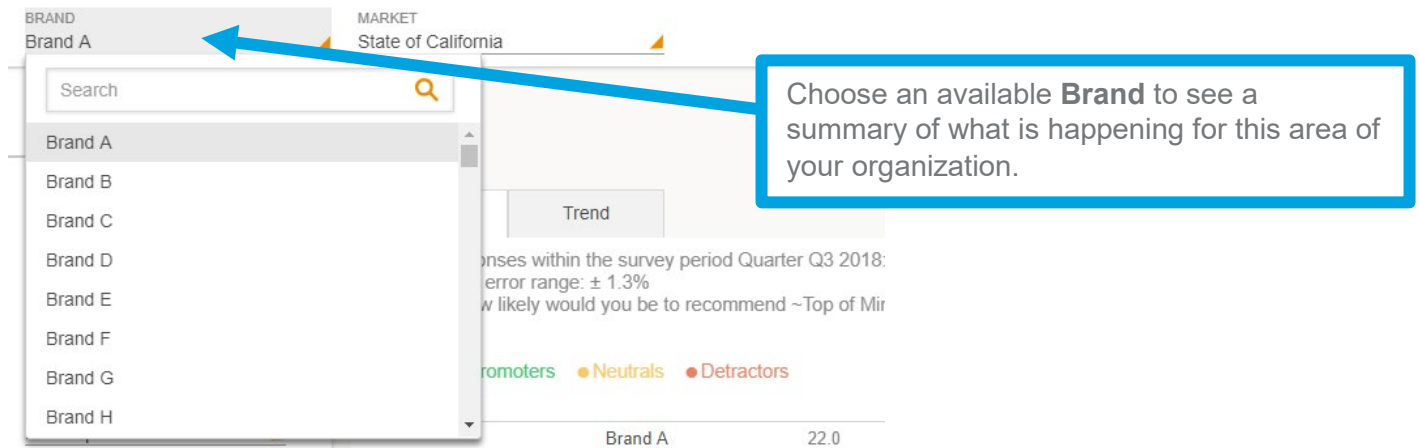 BRAND
Brand A
MARKET
State of California
Search
Brand A
Brand B
Brand C
Brand D
Brand E
Brand F
Brand G
Brand H
Choose an available Brand to see a
summary of what is happening for this area of
your organization.
Trend
within the survey period Quarter Q3 2018:
error range: ± 1.3%
likely would you be to recommend ~Top of
Neutrals
Detractors
Brand A
22.0